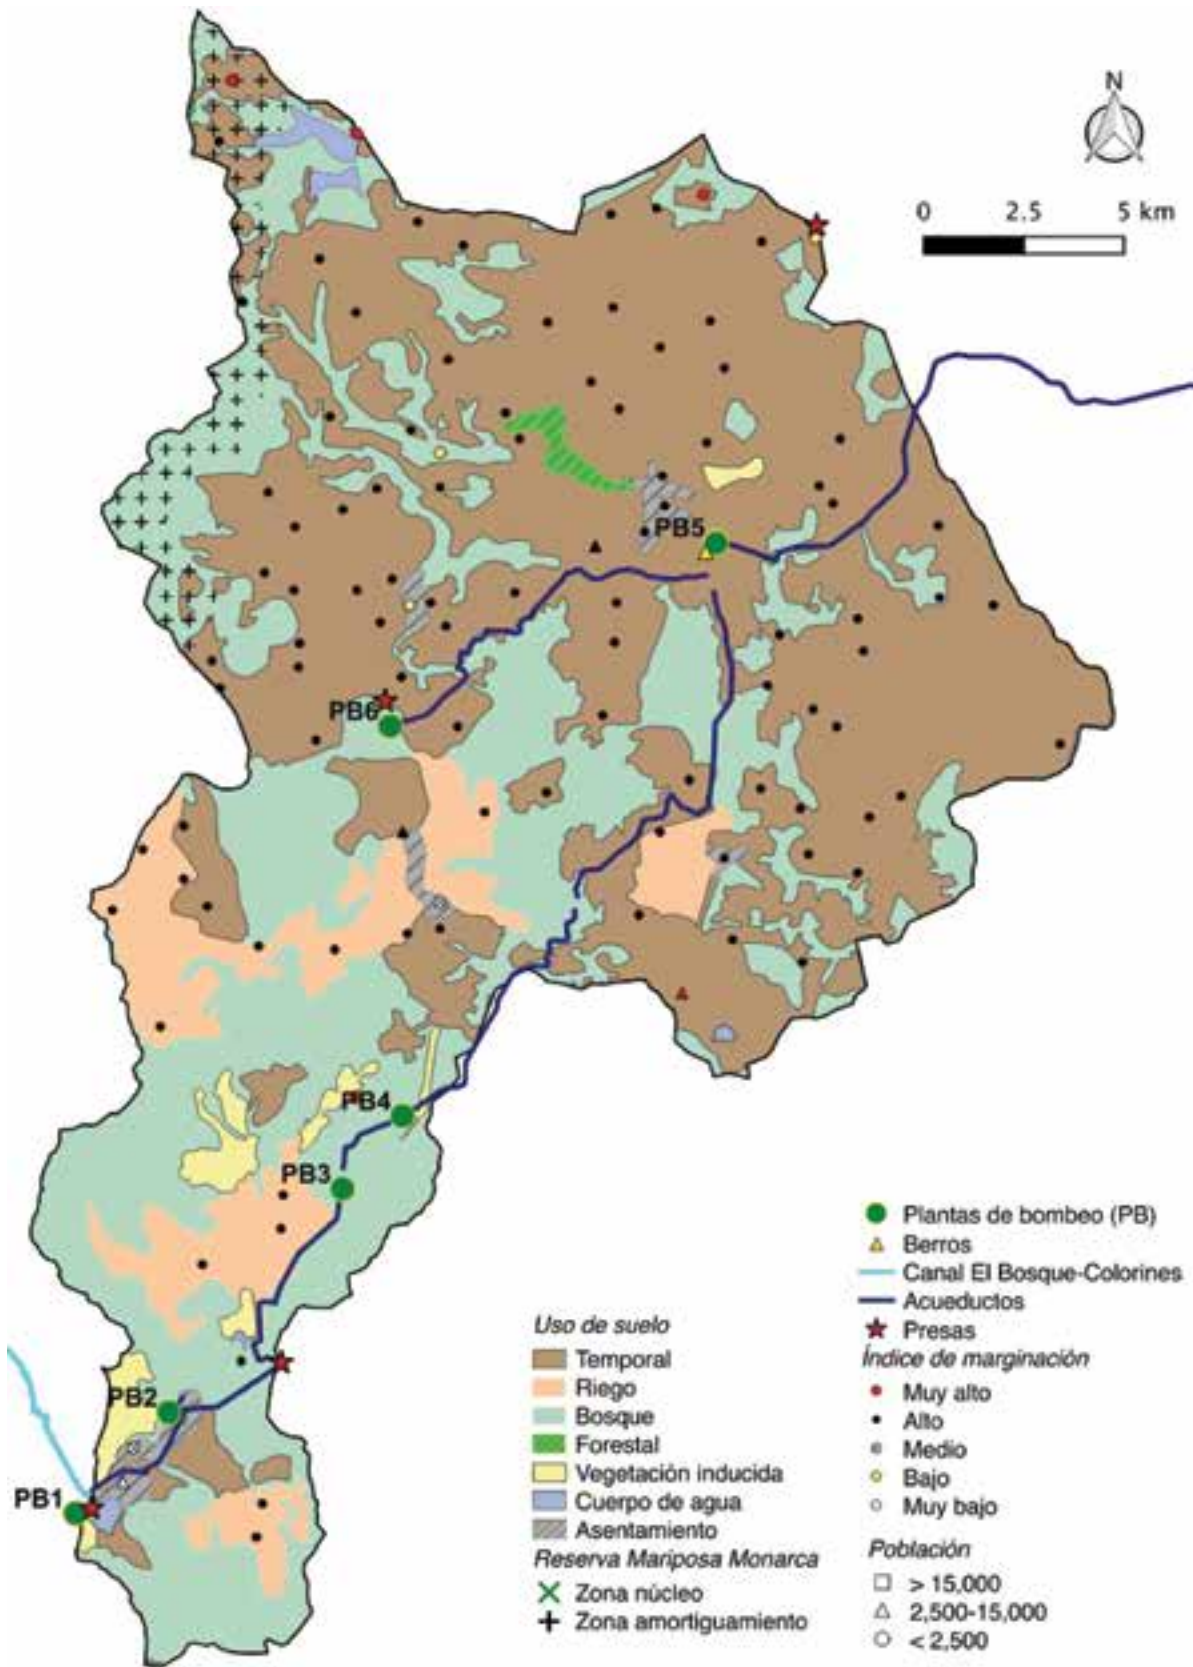 N
0 2.5 5 km
PB5
PB6
PB4
PB3
PB2
PB1
Uso de suelo
Temporal
Riego
Bosque
Forestal
Vegetación inducida
Cuerpo de agua
Asentamiento
Reserva Mariposa Monarca
Zona núcleo
Zona amortiguamiento
Plantas de bombeo (PB)
Berros
Canal El Bosque-Colorines
Acueductos
Presas
Índice de marginación
Muy alto
Alto
Medio
Bajo
Muy bajo
Población
> 15,000
2,500-15,000
< 2,500